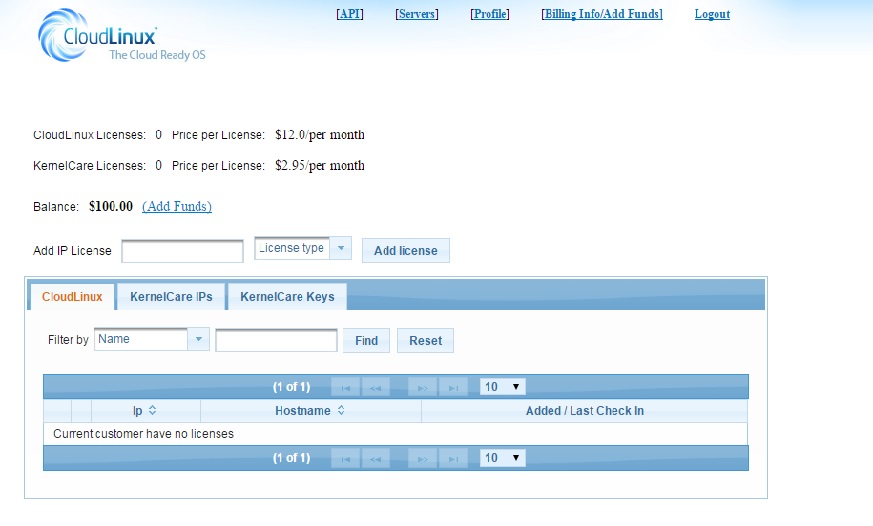 CloudLinux
The Cloud Ready OS
[API] [Servers] [Profile] [Billing Info/Add Funds] Logout
CloudLinux Licenses: 0 Price per License: $12.0/per month
KernelCare Licenses: 0 Price per License: $2.95/per month
Balance: $100.00 (Add Funds)
Add IP License License type Add license
CloudLinux KernelCare IPs KernelCare Keys
Filter by Name Find Reset
(1 of 1) 10
Ip Hostname Added / Last Check In
Current customer have no licenses
(1 of 1) 10